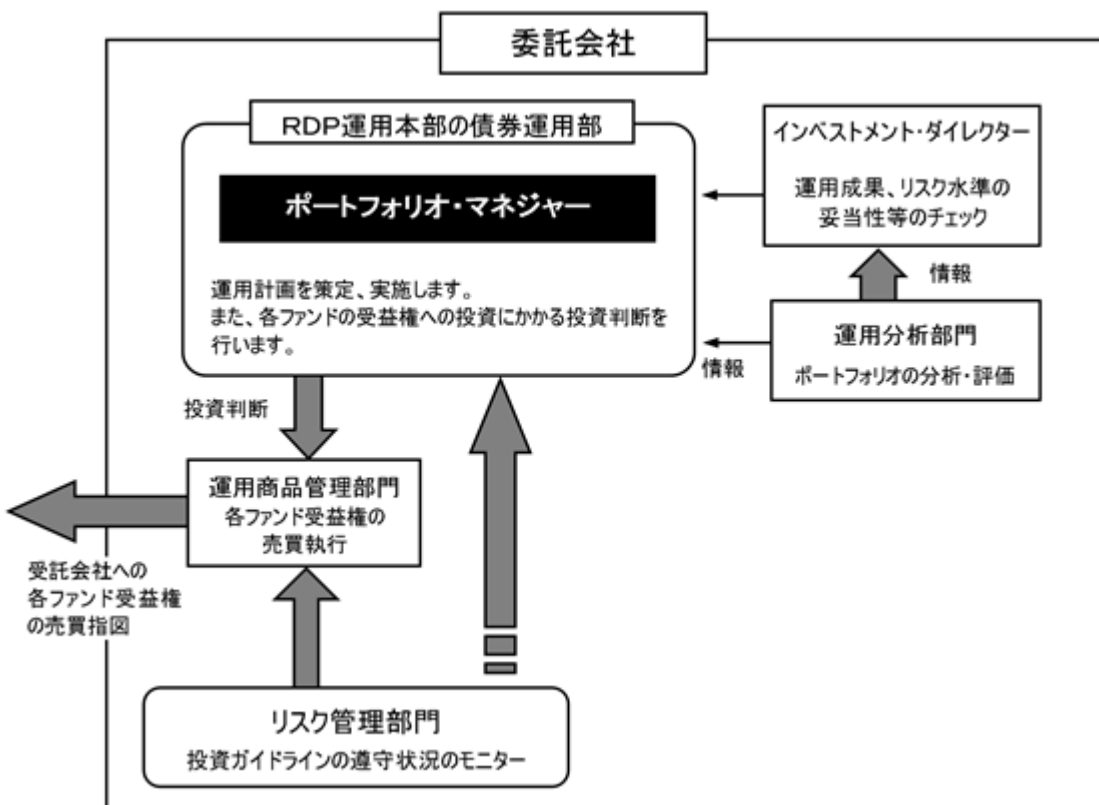 委託会社
RDP運用本部の債券運用部
ポートフォリオ・マネジャー
運用計画を策定、実施します。
また、各ファンドの受益権への投資にかかる投資判断を
行います。
インベストメント・ダイレクター
運用成果、リスク水準の
妥当性等のチェック
情報
運用分析部門
ポートフォリオの分析・評価
情報
投資判断
運用商品管理部門
各ファンド受益権の
売買執行
受託会社への
各ファンド受益権
の売買指図
リスク管理部門
投資ガイドラインの遵守状況のモニター